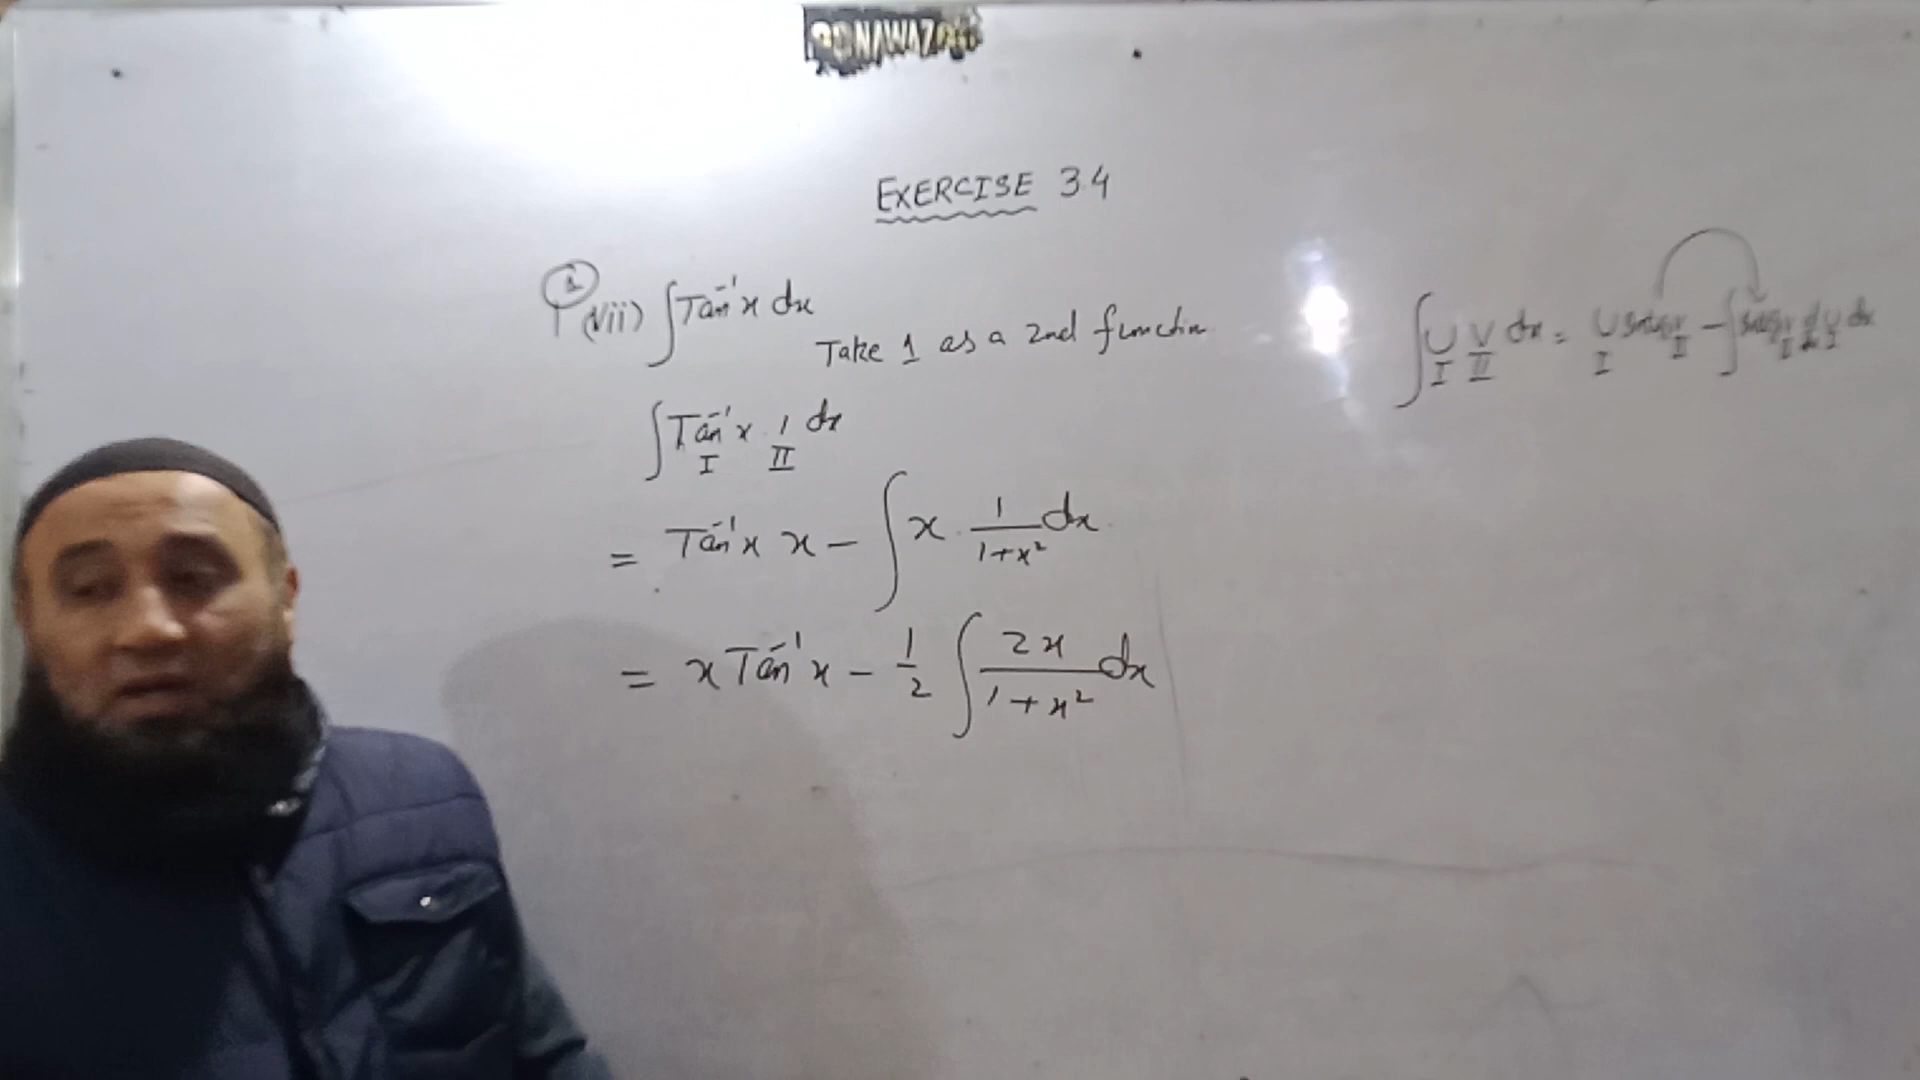 EXERCISE 3.4
Q1 (vii) ∫Tan⁻¹x dx
Take 1 as a 2nd function
∫Tan⁻¹x . 1 dx
I II
= Tan⁻¹x x - ∫x . 1/(1+x²) dx
= x Tan⁻¹x - 1/2 ∫2x/(1+x²) dx
∫U V dx = U
I II I II